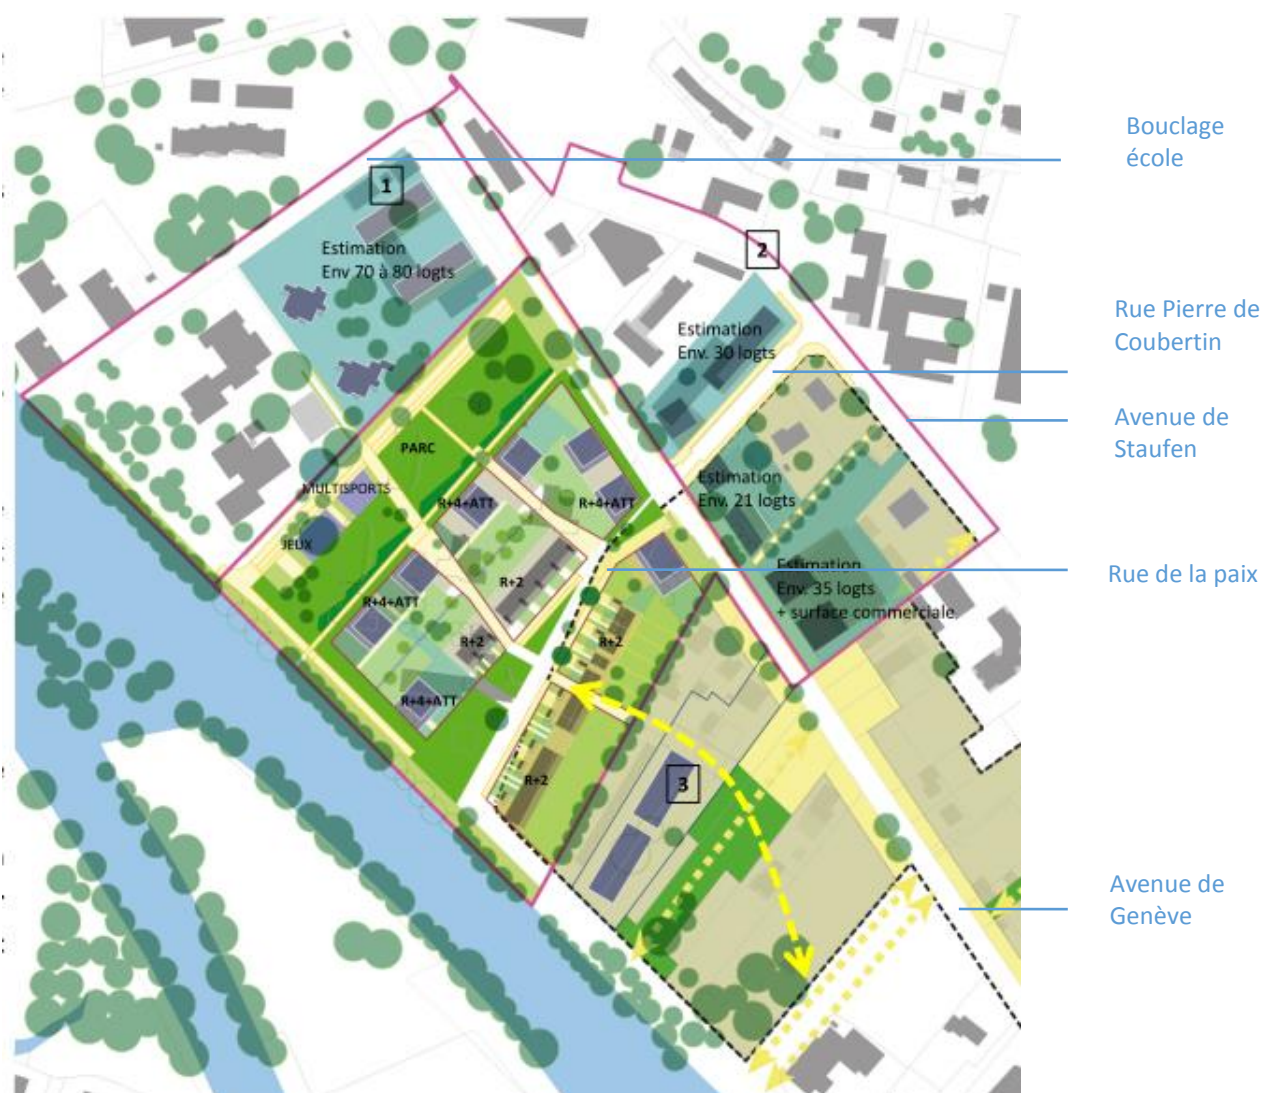 Bouclage
école
1
Estimation
Env 70 à 80 logts
2
Rue Pierre de
Coubertin
Estimation
Env. 30 logts
Avenue de
Staufen
PARC
MULTISPORTS
R+4+ATT
R+4+ATT
Estimation
Env. 21 logts
JEUX
Rue de la paix
R+2
Estimation
Env. 35 logts
+ surface commerciale
R+4+ATT
R+2
R+2
R+4+ATT
R+2
3
Avenue de
Genève